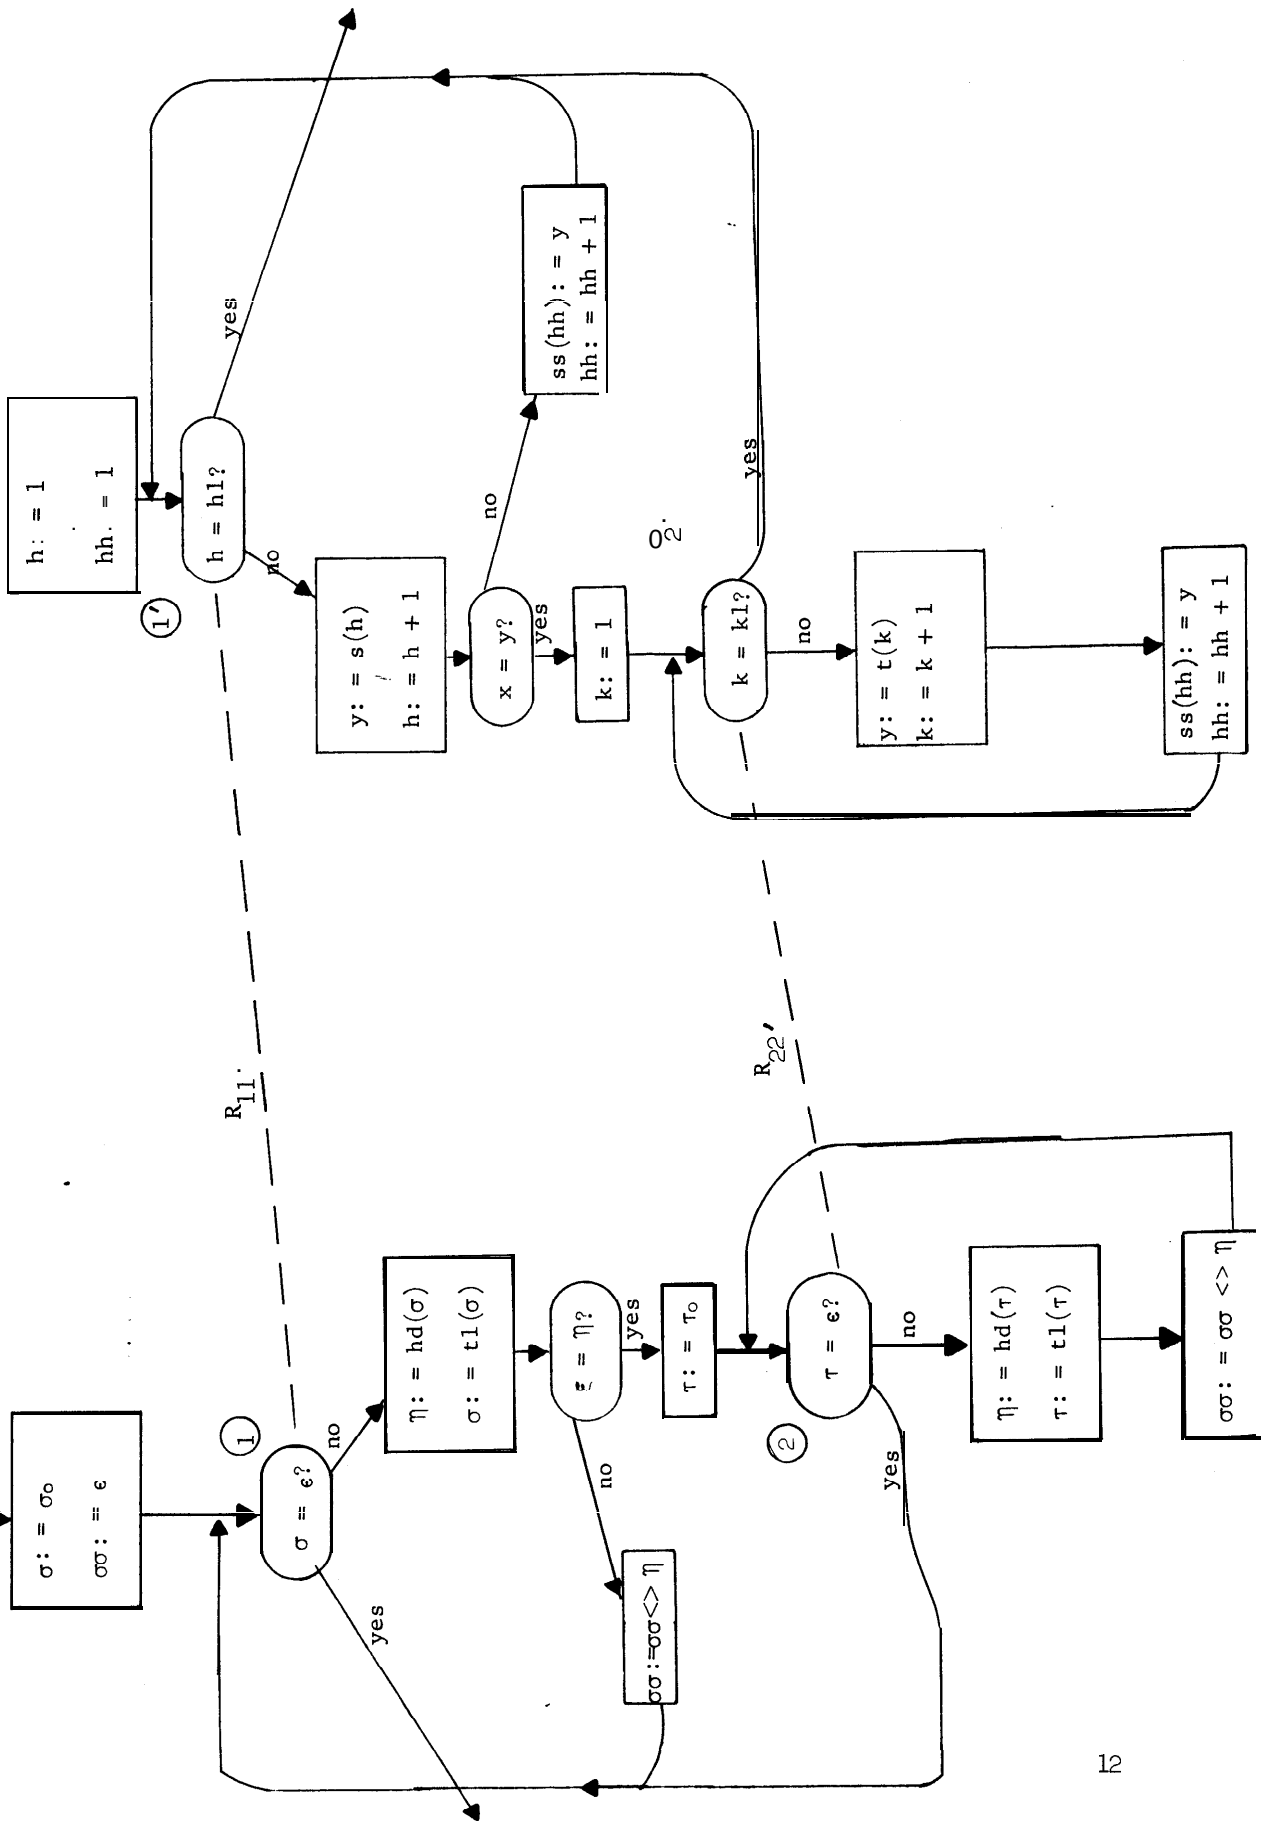 σ: = σ₀
σσ: = ϵ
1
σ = ϵ?
no
yes
η: = hd(σ)
σ: = tl(σ)
= η?
no
yes
σσ:=σσ<> η
τ: = τ₀
2
τ = ϵ?
yes
no
η: = hd(τ)
τ: = tl(τ)
σσ: = σσ <> η
R₁₁.
R₂₂′
h: = 1
hh. = 1
1′
h = h1?
yes
no
y: = s(h)
h: = h + 1
x = y?
no
yes
ss(hh): = y
hh: = hh + 1
k: = 1
k = k1?
yes
no
y: = t(k)
k: = k + 1
ss(hh): = y
hh: = hh + 1
12